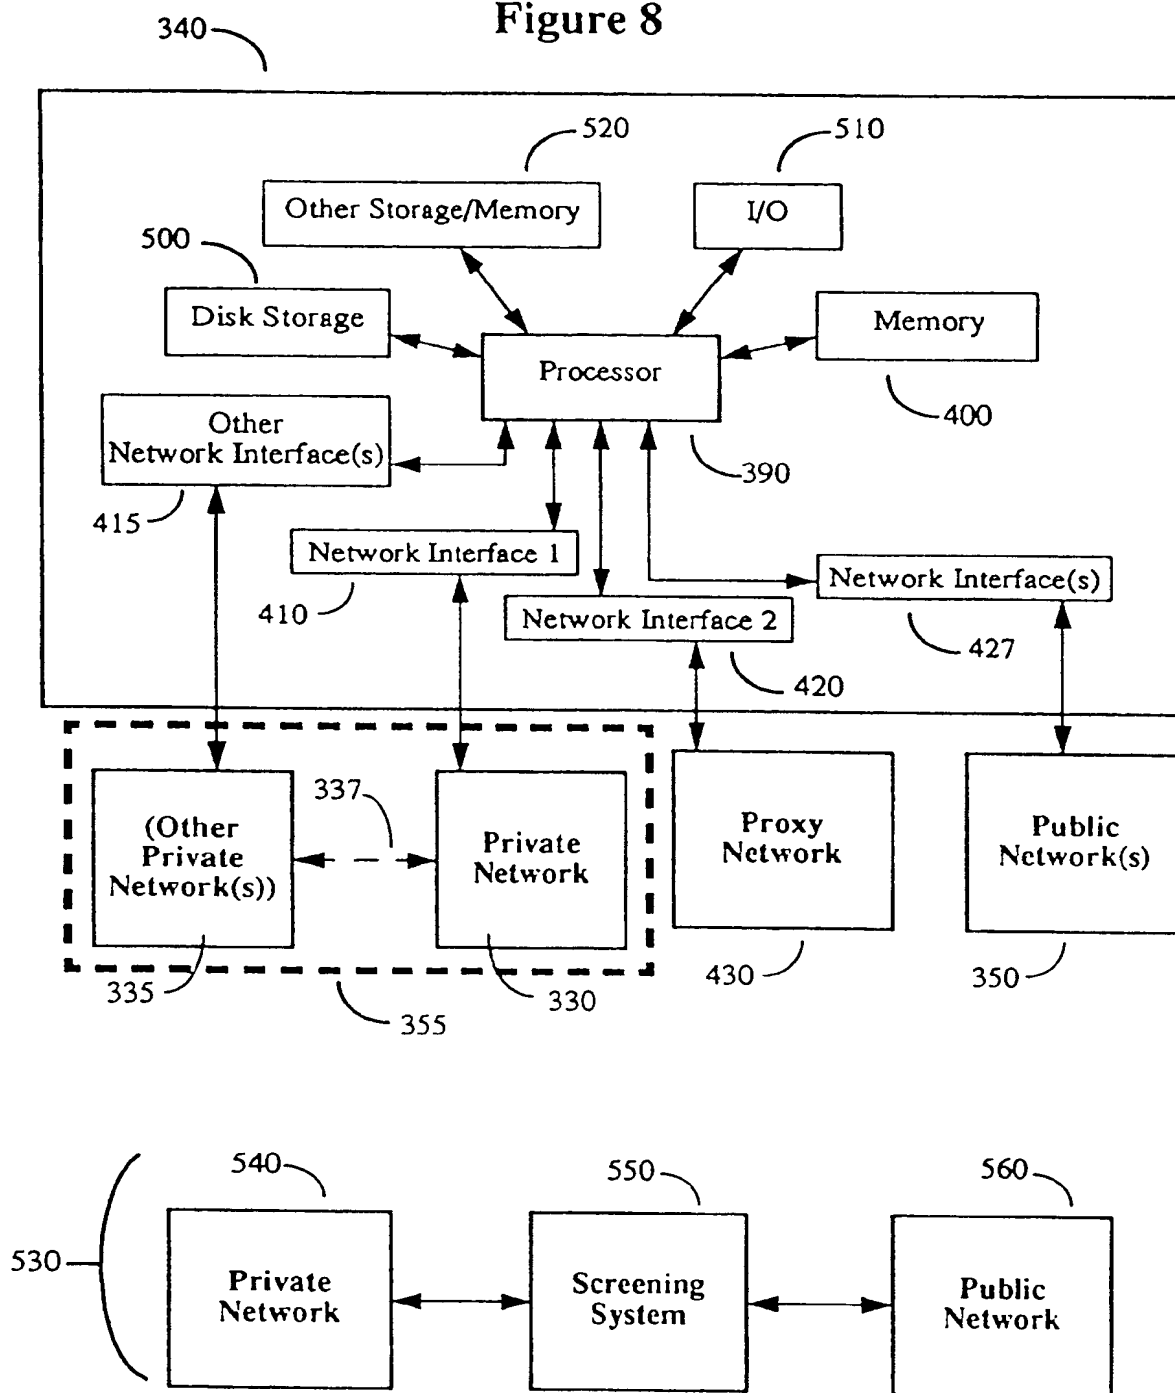 Figure 8
340
520
510
Other Storage/Memory
I/O
500
Disk Storage
Memory
Processor
400
Other
Network Interface(s)
390
415
Network Interface 1
Network Interface(s)
410
Network Interface 2
427
420
337
(Other
Private
Network(s))
Private
Network
Proxy
Network
Public
Network(s)
335
330
430
350
355
540
550
560
530
Private
Network
Screening
System
Public
Network